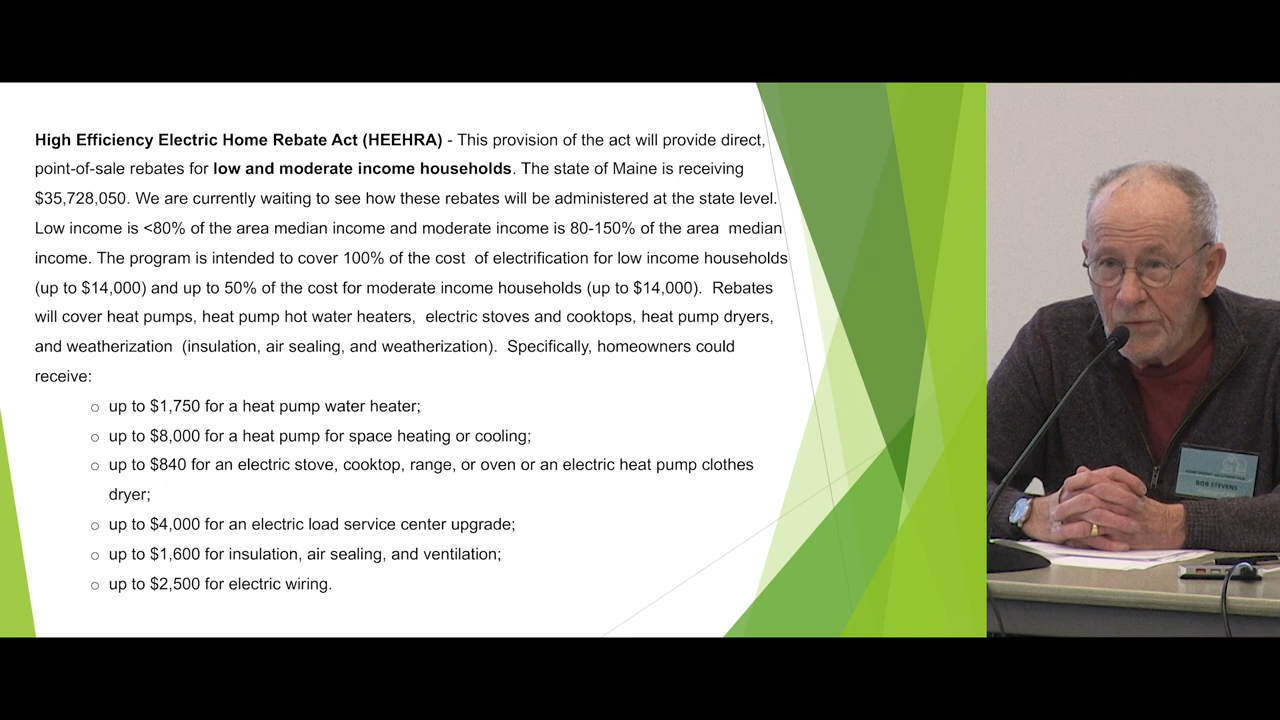 High Efficiency Electric Home Rebate Act (HEEHRA) - This provision of the act will provide direct,
point-of-sale rebates for low and moderate income households. The state of Maine is receiving
$35,728,050. We are currently waiting to see how these rebates will be administered at the state level.
Low income is <80% of the area median income and moderate income is 80-150% of the area  median
income. The program is intended to cover 100% of the cost  of electrification for low income households
(up to $14,000) and up to 50% of the cost for moderate income households (up to $14,000).  Rebates
will cover heat pumps, heat pump hot water heaters,  electric stoves and cooktops, heat pump dryers,
and weatherization  (insulation, air sealing, and weatherization).  Specifically, homeowners could
receive:
○ up to $1,750 for a heat pump water heater;
○ up to $8,000 for a heat pump for space heating or cooling;
○ up to $840 for an electric stove, cooktop, range, or oven or an electric heat pump clothes
dryer;
○ up to $4,000 for an electric load service center upgrade;
○ up to $1,600 for insulation, air sealing, and ventilation;
○ up to $2,500 for electric wiring.
BOB STEVENS